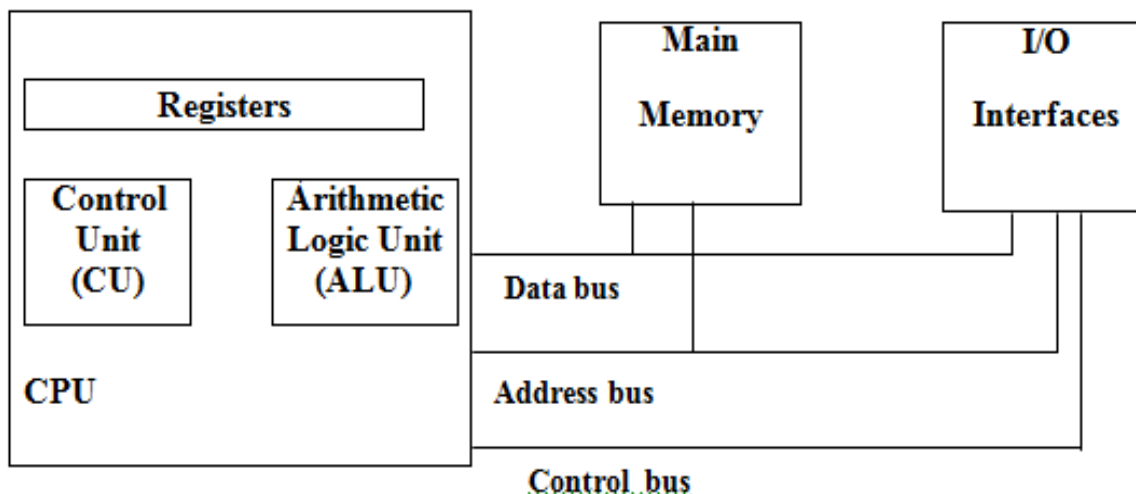 Registers
Control
Unit
(CU)
Arithmetic
Logic Unit
(ALU)
CPU
Main
Memory
I/O
Interfaces
Data bus
Address bus
Control bus